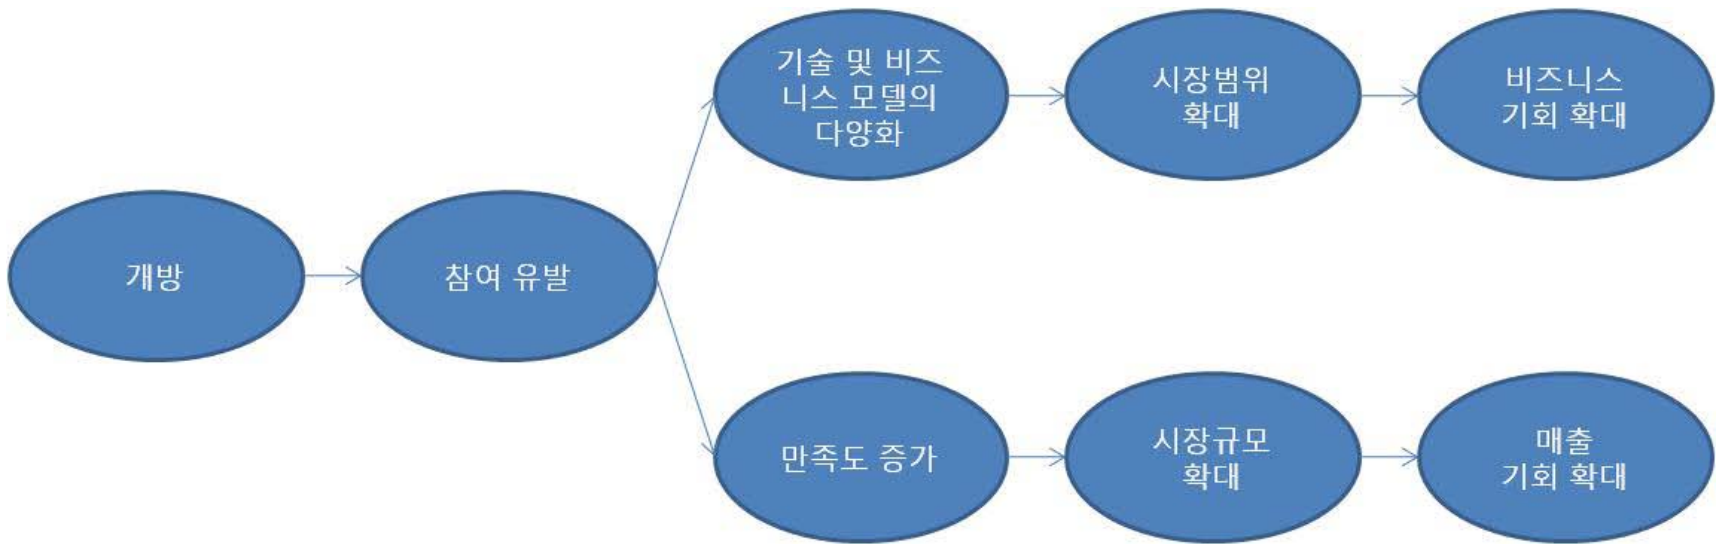 개방
참여 유발
기술 및 비즈
니스 모델의
다양화
시장범위
확대
비즈니스
기회 확대
만족도 증가
시장규모
확대
매출
기회 확대